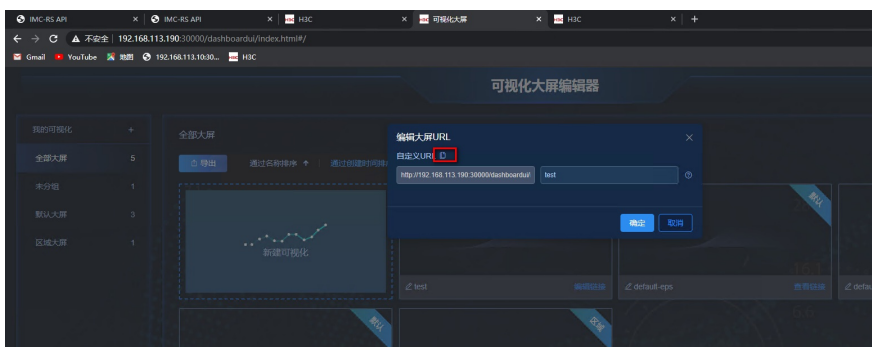 IMC-RS API
IMC-RS API
H3C H3C
H3C 可视化大屏
H3C H3C
不安全 192.168.113.190:30000/dashboardui/index.html#/
Gmail YouTube 地图 192.168.113.10:30... H3C H3C
可视化大屏编辑器
我的可视化 +
全部大屏 5
未分组 1
默认大屏 3
区域大屏 1
全部大屏
导出 通过名称排序 通过创建时间排
新建可视化
编辑大屏URL
自定义URL
http://192.168.113.190:30000/dashboardui/ test
确定 取消
默认
test 编辑链接
default-eps 查看链接
defau
默认
区域